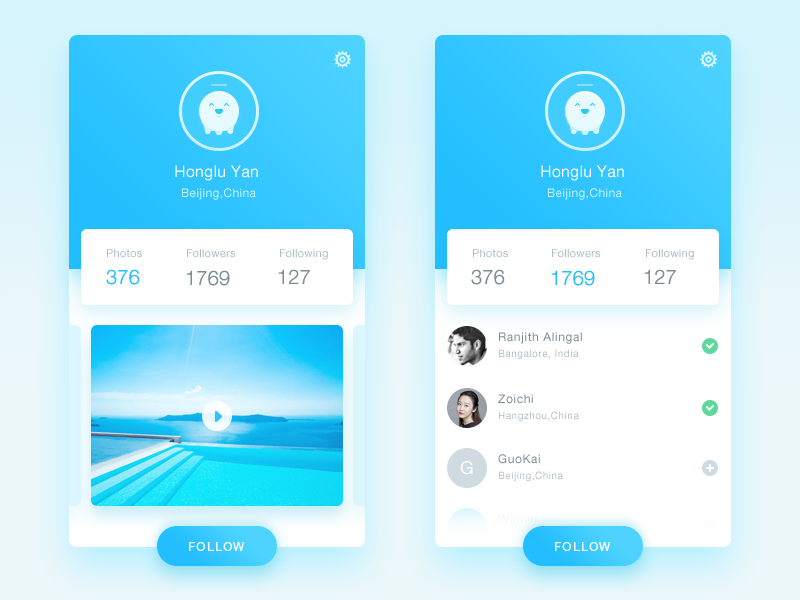 Honglu Yan
Beijing,China
Photos Followers Following
376 1769 127
FOLLOW
Honglu Yan
Beijing,China
Photos Followers Following
376 1769 127
Ranjith Alingal
Bangalore, India
Zoichi
Hangzhou,China
G
GuoKai
Beijing,China
Winner
FOLLOW